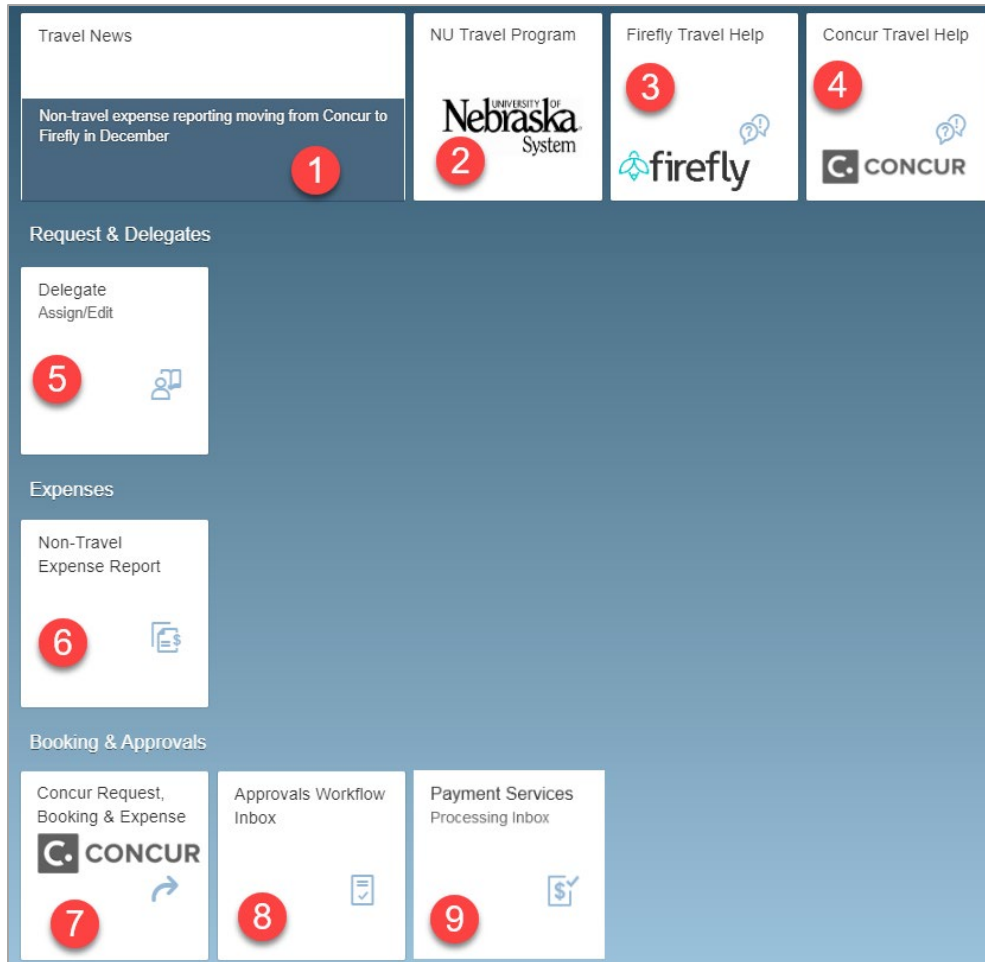 Travel News
Non-travel expense reporting moving from Concur to
Firefly in December
1
NU Travel Program
UNIVERSITY OF
Nebraska
System
2
Firefly Travel Help
3
firefly
Concur Travel Help
4
C. CONCUR
Request & Delegates
Delegate
Assign/Edit
5
Expenses
Non-Travel
Expense Report
6
Booking & Approvals
Concur Request,
Booking & Expense
C. CONCUR
7
Approvals Workflow
Inbox
8
Payment Services
Processing Inbox
9